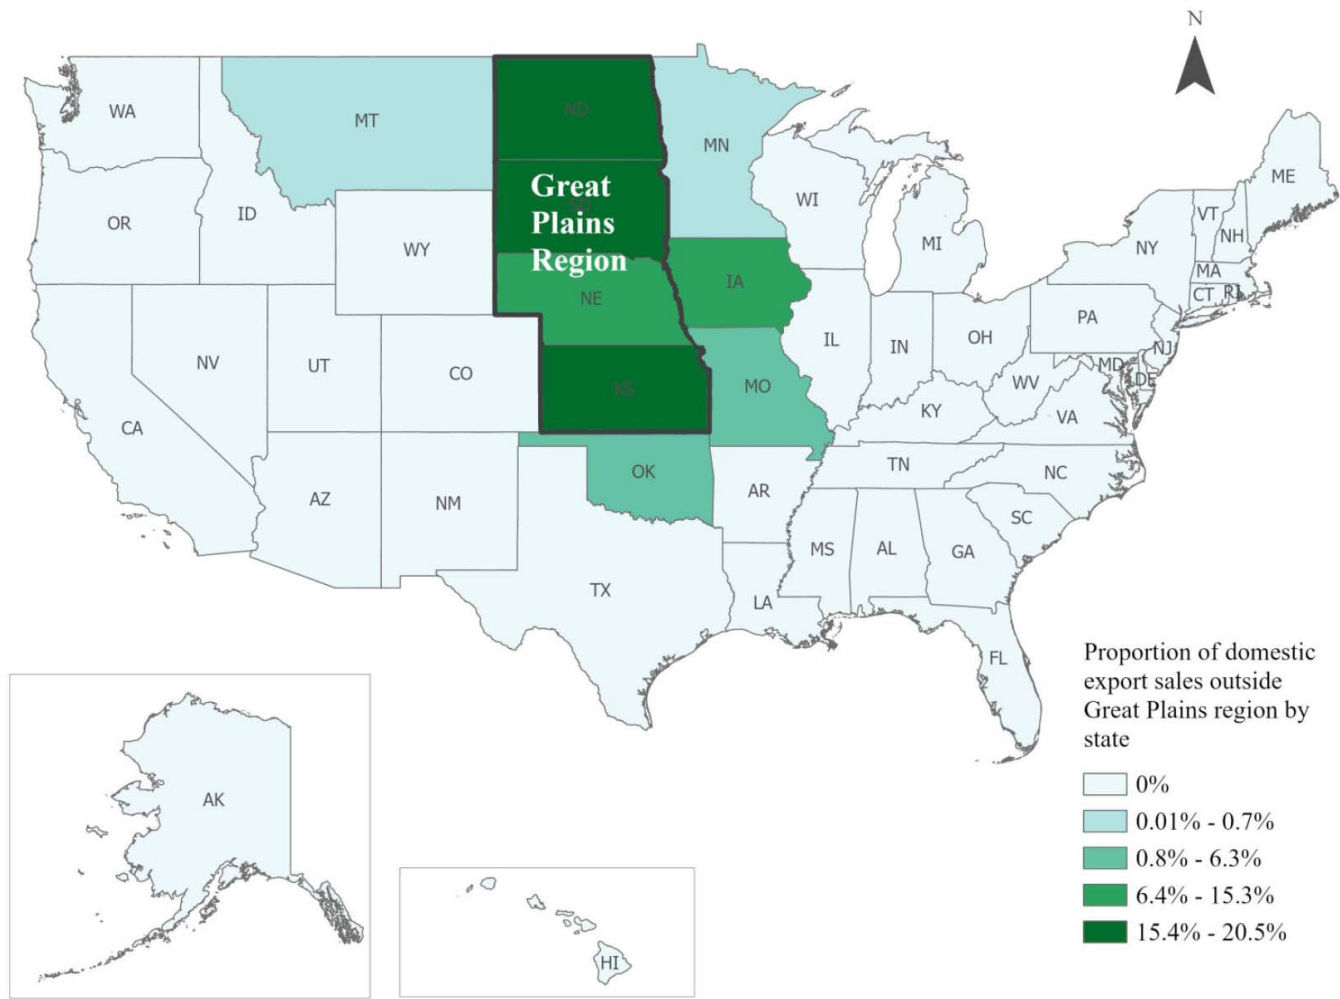 N
WA
MT
ND
MN
ME
OR
ID
WY
Great
SD
Plains
Region
WI
MI
VT
NH
NY
MA
CT
RI
NE
IA
PA
NJ
NV
UT
CO
KS
MO
IL
IN
OH
WV
MD
DE
CA
KY
VA
AZ
NM
OK
AR
TN
NC
SC
TX
LA
MS
AL
GA
FL
AK
HI
Proportion of domestic
export sales outside
Great Plains region by
state
0%
0.01% - 0.7%
0.8% - 6.3%
6.4% - 15.3%
15.4% - 20.5%